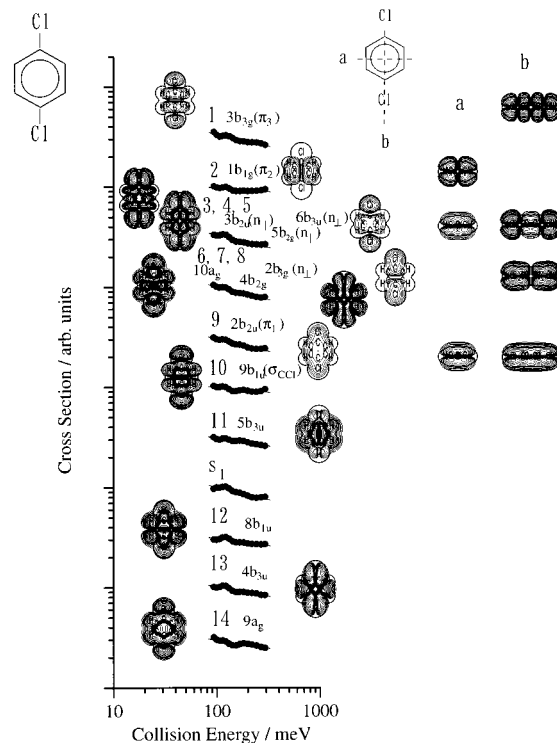 Cl
Cl
Cl
a
Cl
b
a
b
1 3b3g(π3)
2 1b1g(π2)
3, 4, 5
3b2u(n∥)
6b3u(n⊥)
5b2g(n∥)
6, 7, 8
10ag
4b2g
2b3g(n⊥)
9 2b2u(π1)
10 9b1u(σCCl)
11 5b3u
S1
12 8b1u
13 4b3u
14 9ag
Cross Section / arb. units
10 100 1000
Collision Energy / meV